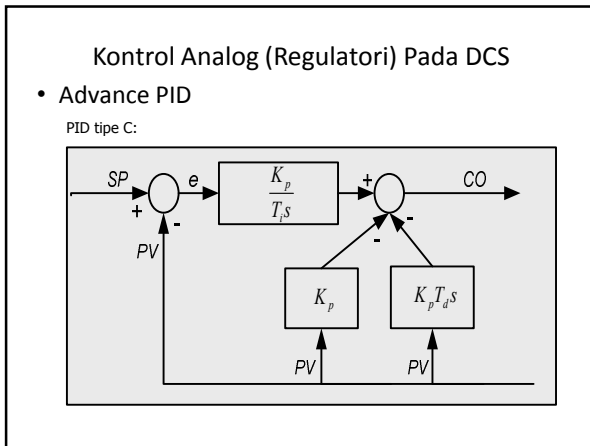 Kontrol Analog (Regulatori) Pada DCS
• Advance PID
PID tipe C:
SP
e
K_p
T_i s
+
CO
+
-
-
-
PV
K_p
K_p T_d s
PV
PV